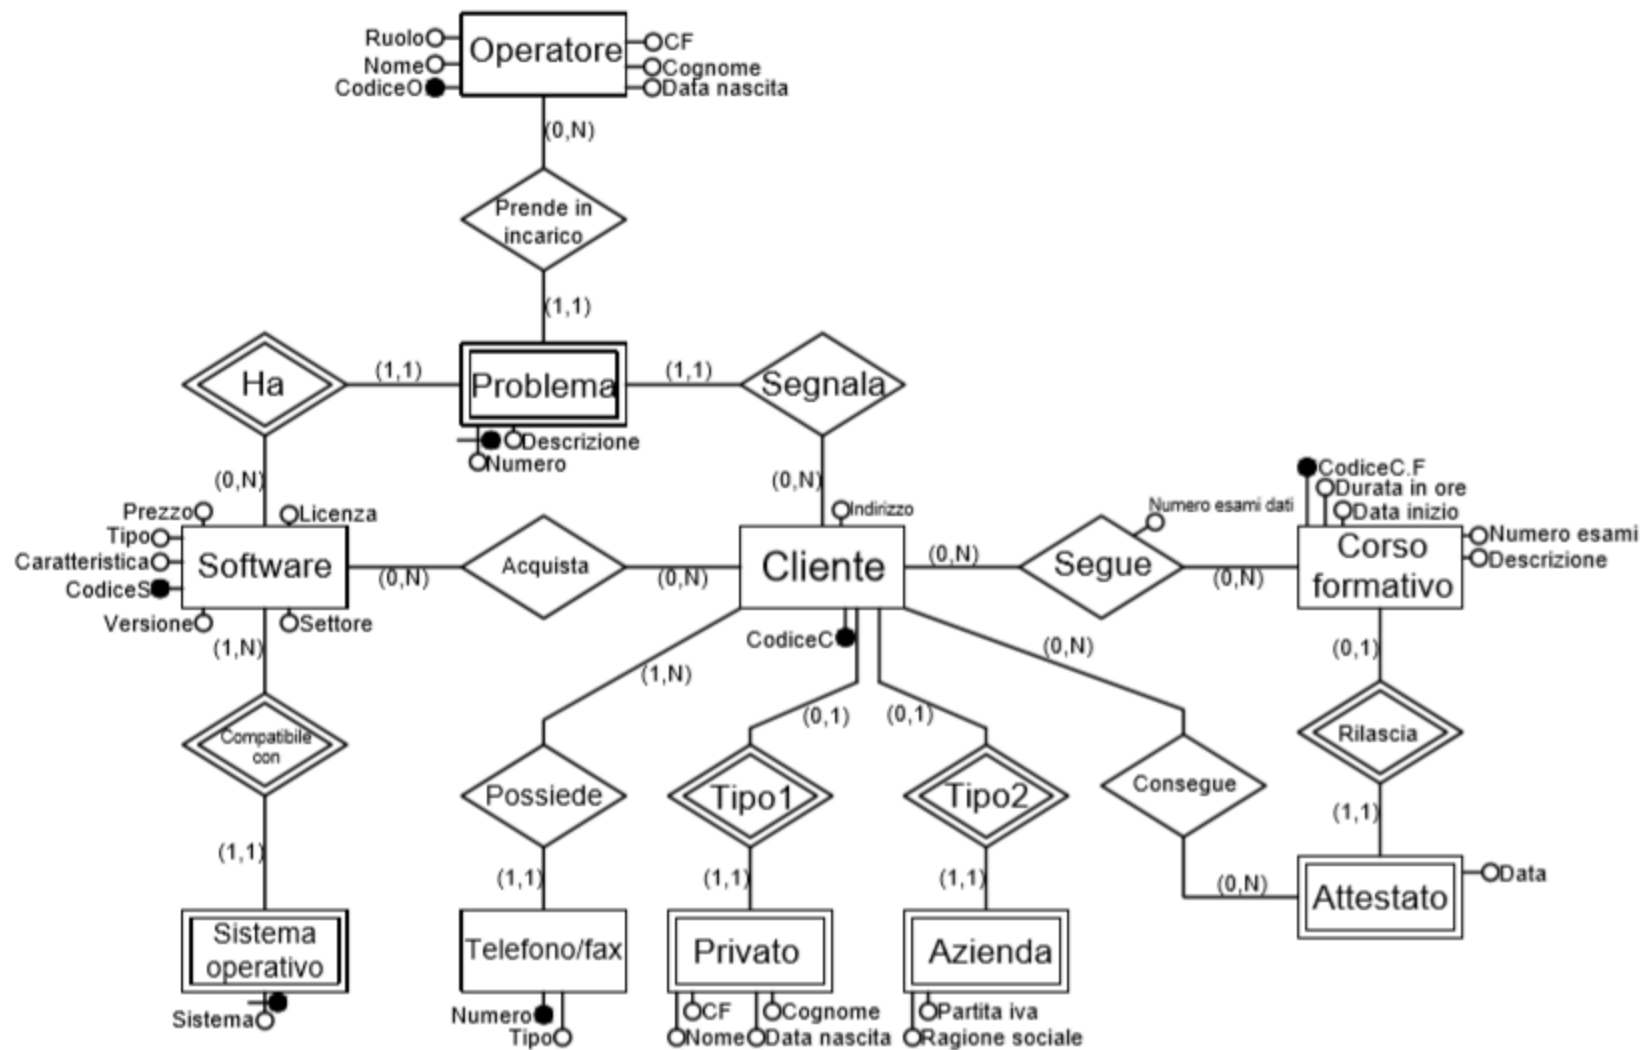 Ruolo
Nome
CodiceO
Operatore
CF
Cognome
Data nascita
(0,N)
Prende in
incarico
(1,1)
Ha
(1,1)
Problema
(1,1)
Segnala
Descrizione
Numero
(0,N)
(0,N)
Prezzo
Licenza
Tipo
Caratteristica
CodiceS
Versione
Settore
Software
(0,N)
Acquista
(0,N)
Indirizzo
Cliente
CodiceC
(0,N)
Numero esami dati
Segue
(0,N)
CodiceC.F
Durata in ore
Data inizio
Numero esami
Descrizione
Corso
formativo
(1,N)
(1,N)
(0,1)
(0,1)
(0,N)
(0,1)
Compatibile
con
Possiede
Tipo1
Tipo2
Consegue
Rilascia
(1,1)
(1,1)
(1,1)
(1,1)
(0,N)
(1,1)
Sistema
operativo
Sistema
Telefono/fax
Numero
Tipo
Privato
CF
Cognome
Nome
Data nascita
Azienda
Partita iva
Ragione sociale
Attestato
Data